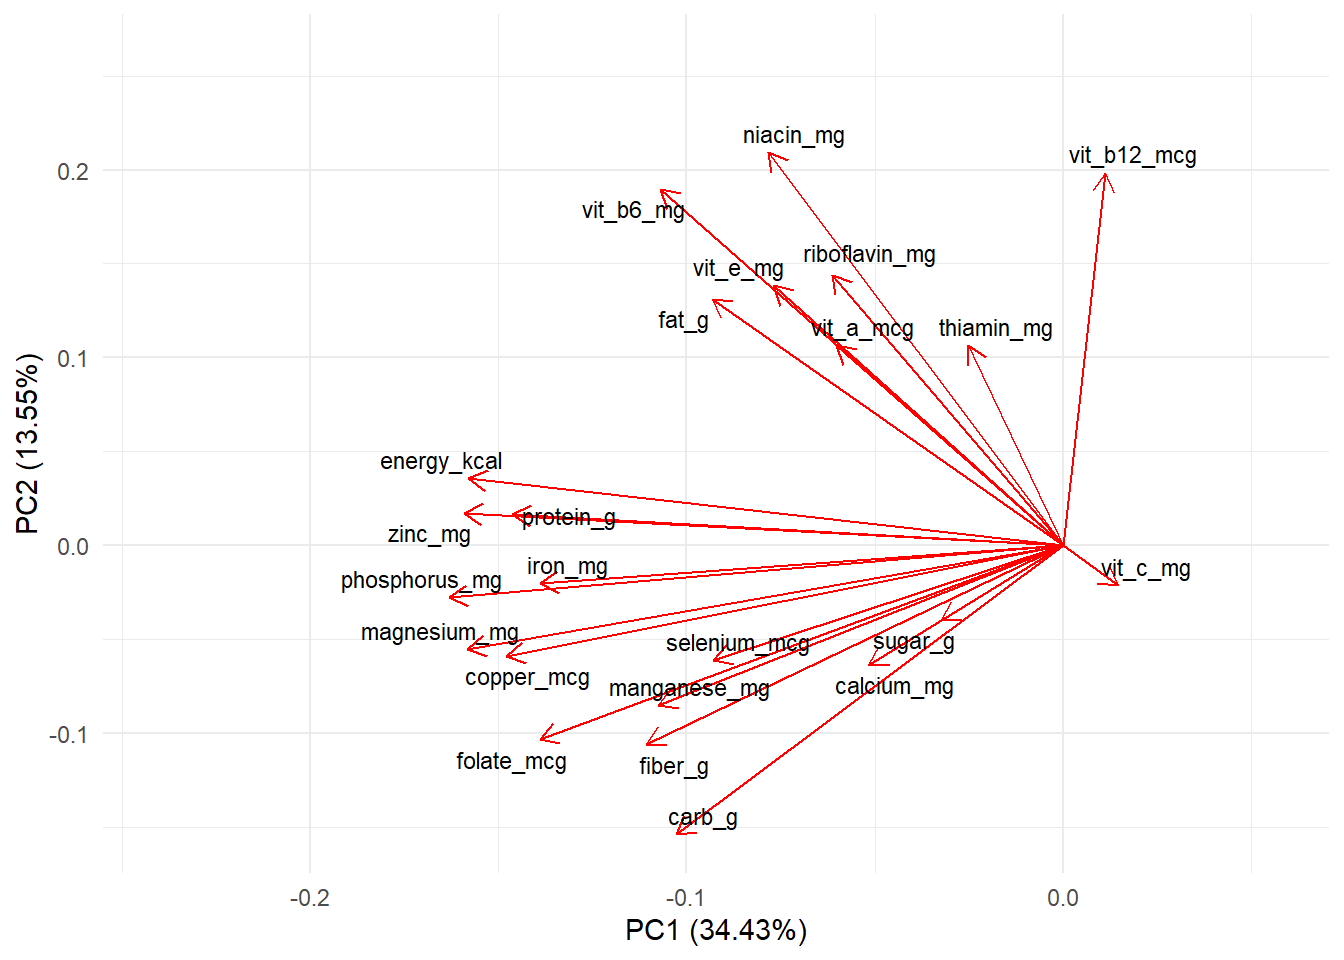 niacin_mg
vit_b12_mcg
0.2
vit_b6_mg
riboflavin_mg
vit_e_mg
fat_g
vit_a_mcg
thiamin_mg
0.1
energy_kcal
protein_g
zinc_mg
0.0
iron_mg
vit_c_mg
phosphorus_mg
magnesium_mg
selenium_mcg
sugar_g
copper_mcg
manganese_mg
calcium_mg
-0.1
folate_mcg
fiber_g
carb_g
PC2 (13.55%)
-0.2
-0.1
0.0
PC1 (34.43%)